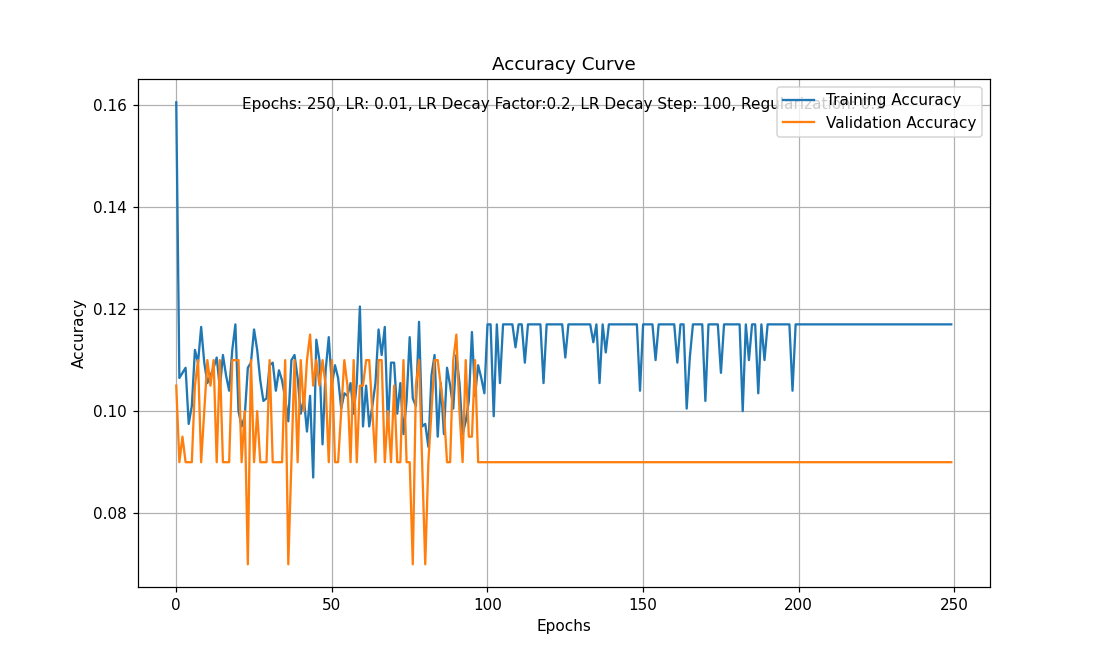 Accuracy Curve
Epochs: 250, LR: 0.01, LR Decay Factor:0.2, LR Decay Step: 100, Regularization:
Training Accuracy
Validation Accuracy
Accuracy
0.16
0.14
0.12
0.10
0.08
0 50 100 150 200 250
Epochs